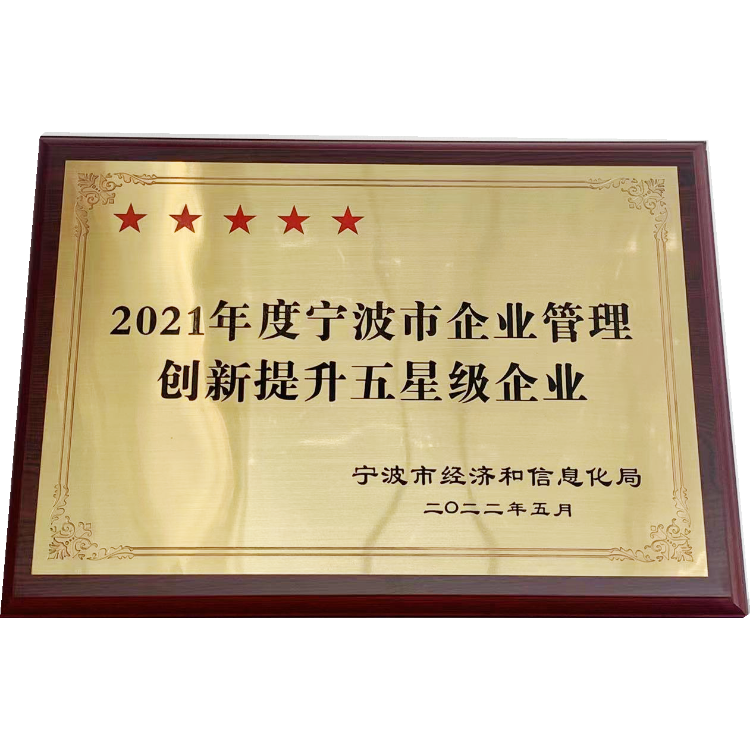 2021年度宁波市企业管理
创新提升五星级企业
宁波市经济和信息化局
二〇二二年五月